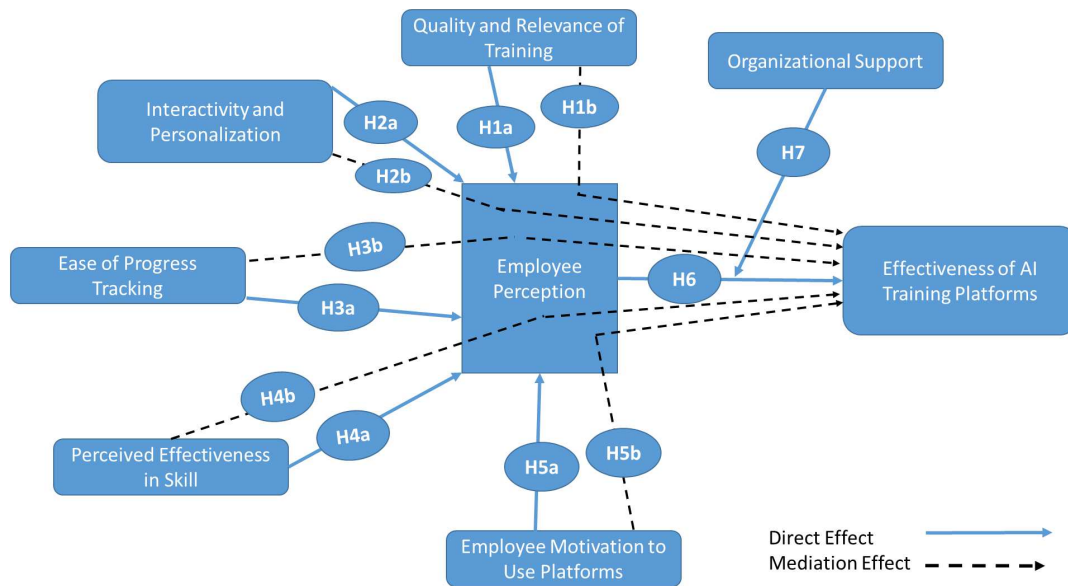 Quality and Relevance of
Training
Organizational Support
Interactivity and
Personalization
H2a
H1a
H1b
H7
H2b
H3b
Ease of Progress
Tracking
H3a
Employee
Perception
H6
Effectiveness of AI
Training Platforms
H4b
H4a
Perceived Effectiveness
in Skill
H5a
H5b
Employee Motivation to
Use Platforms
Direct Effect
Mediation Effect